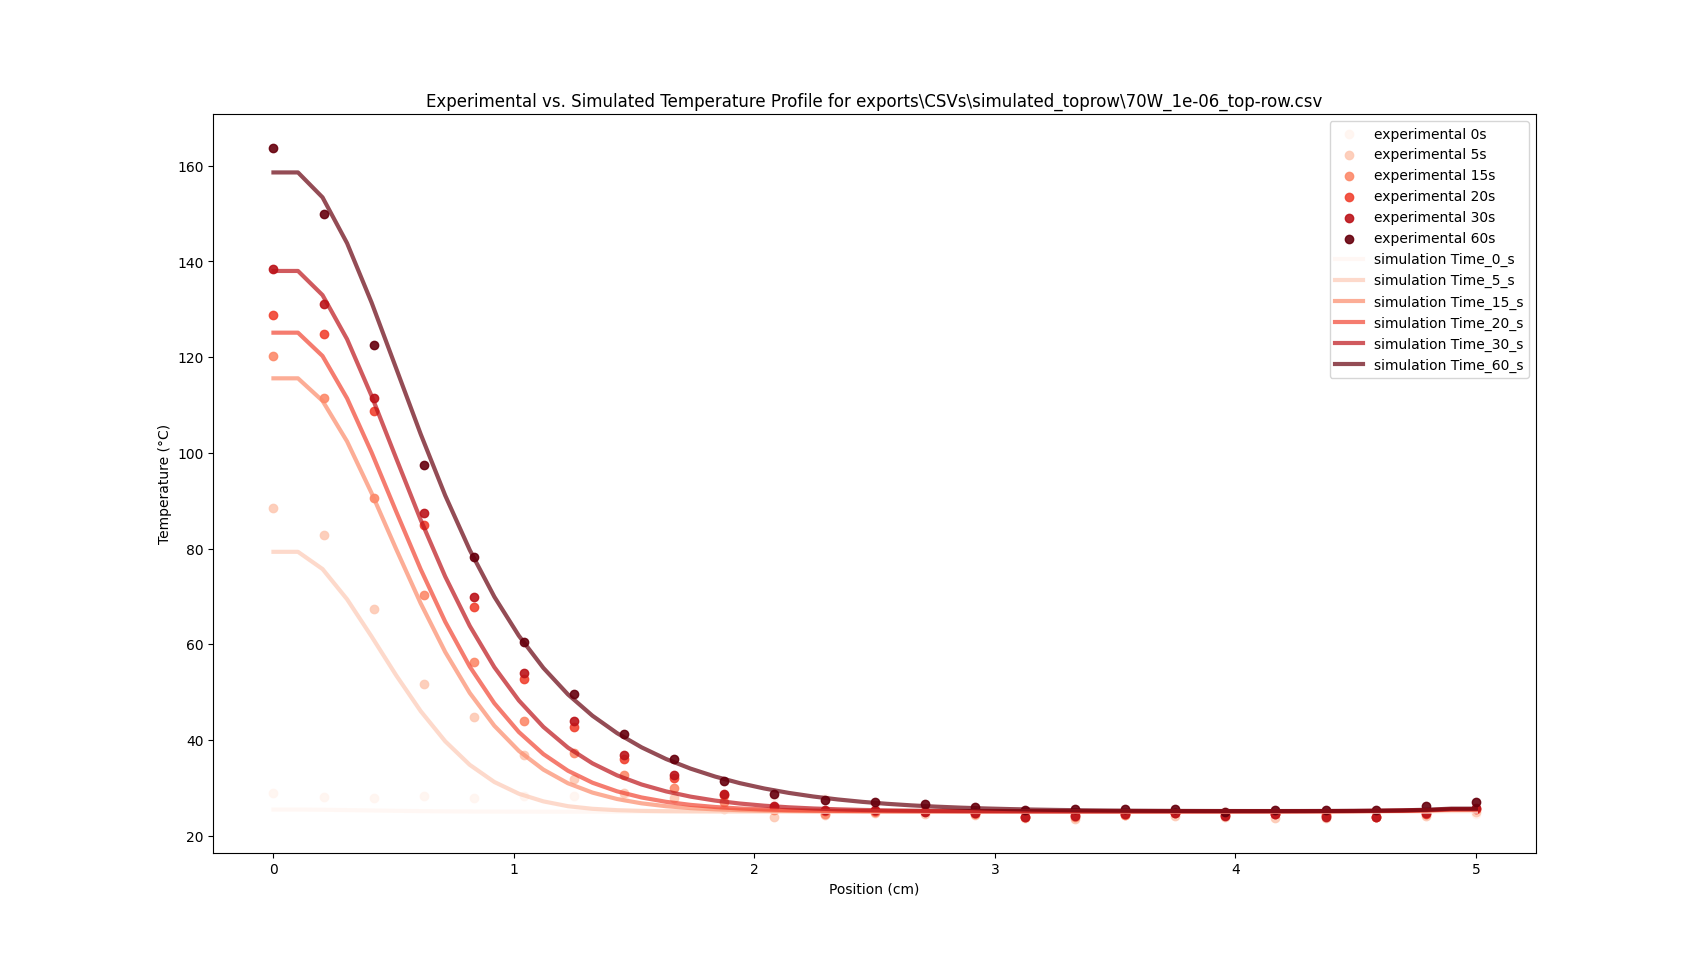 Experimental vs. Simulated Temperature Profile for exports\CSVs\simulated_toprow\70W_1e-06_top-row.csv
experimental 0s
experimental 5s
experimental 15s
experimental 20s
experimental 30s
experimental 60s
simulation Time_0_s
simulation Time_5_s
simulation Time_15_s
simulation Time_20_s
simulation Time_30_s
simulation Time_60_s
Temperature (°C)
160
140
120
100
80
60
40
20
0 1 2 3 4 5
Position (cm)